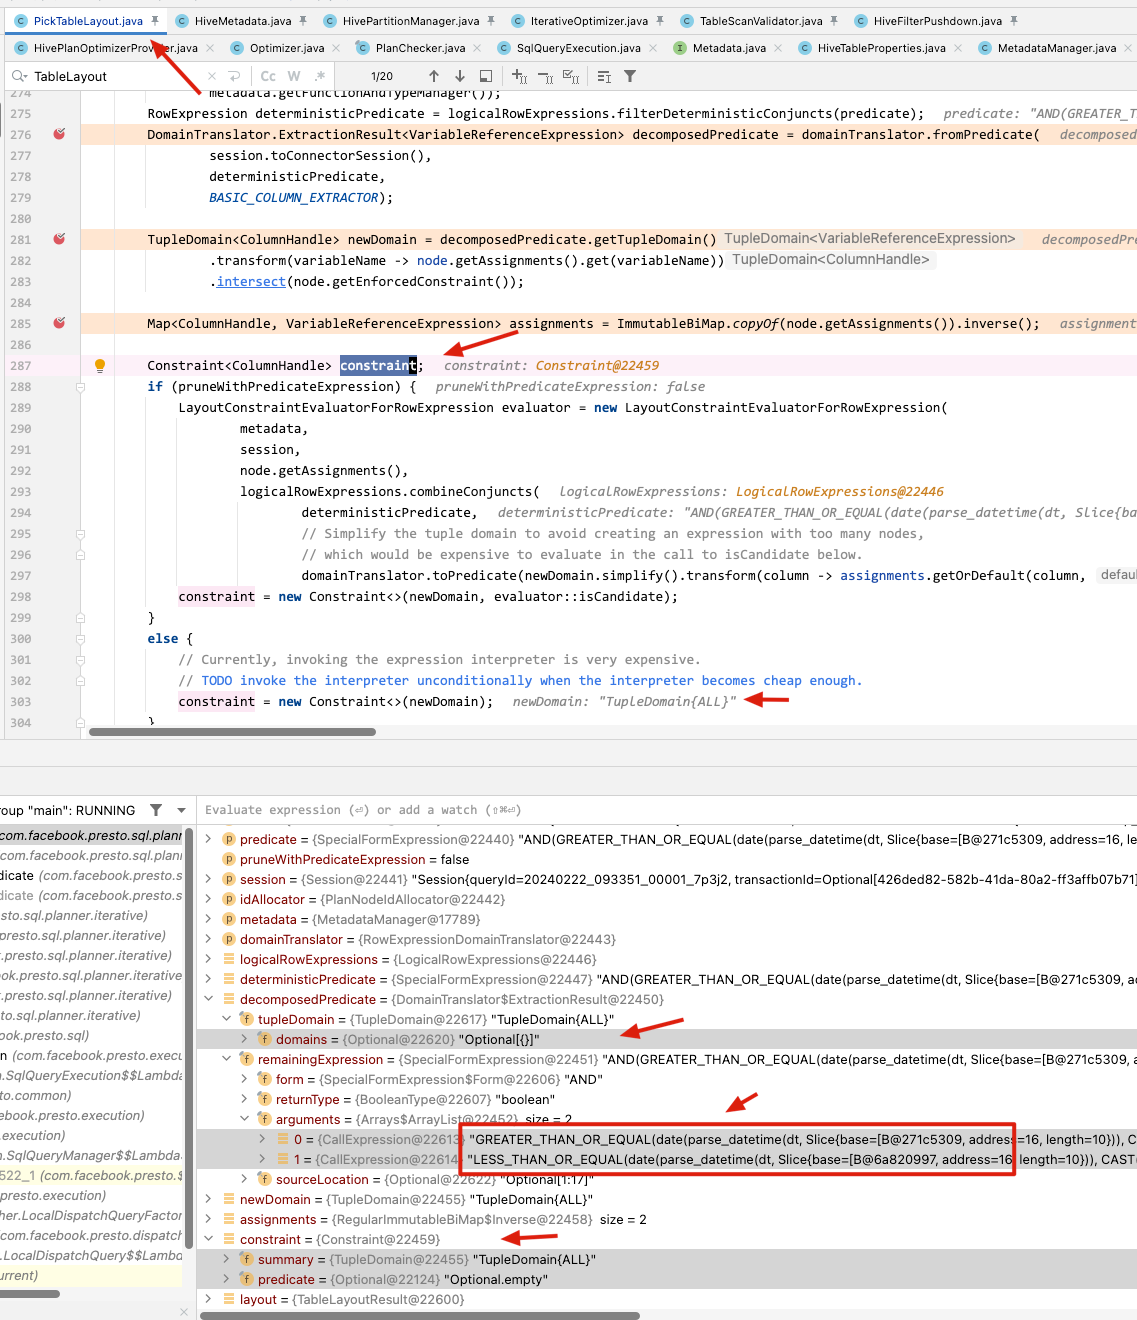 PickTableLayout.java HiveMetadata.java HivePartitionManager.java IterativeOptimizer.java TableScanValidator.java HiveFilterPushdown.java
HivePlanOptimizerProvider.java Optimizer.java PlanChecker.java SqlQueryExecution.java Metadata.java HiveTableProperties.java MetadataManager.java
TableLayout Cc W .* 1/20
274 metadata.getFunctionAndTypeManager());
275 RowExpression deterministicPredicate = logicalRowExpressions.filterDeterministicConjuncts(predicate); predicate: "AND(GREATER_T
276 DomainTranslator.ExtractionResult<VariableReferenceExpression> decomposedPredicate = domainTranslator.fromPredicate( decomposed
277 session.toConnectorSession(),
278 deterministicPredicate,
279 BASIC_COLUMN_EXTRACTOR);
280
281 TupleDomain<ColumnHandle> newDomain = decomposedPredicate.getTupleDomain() TupleDomain<VariableReferenceExpression> decomposedPre
282 .transform(variableName -> node.getAssignments().get(variableName)) TupleDomain<ColumnHandle>
283 .intersect(node.getEnforcedConstraint());
284
285 Map<ColumnHandle, VariableReferenceExpression> assignments = ImmutableBiMap.copyOf(node.getAssignments()).inverse(); assignment
286
287 Constraint<ColumnHandle> constraint; constraint: Constraint@22459
288 if (pruneWithPredicateExpression) { pruneWithPredicateExpression: false
289 LayoutConstraintEvaluatorForRowExpression evaluator = new LayoutConstraintEvaluatorForRowExpression(
290 metadata,
291 session,
292 node.getAssignments(),
293 logicalRowExpressions.combineConjuncts( logicalRowExpressions: LogicalRowExpressions@22446
294 deterministicPredicate, deterministicPredicate: "AND(GREATER_THAN_OR_EQUAL(date(parse_datetime(dt, Slice{ba
295 // Simplify the tuple domain to avoid creating an expression with too many nodes,
296 // which would be expensive to evaluate in the call to isCandidate below.
297 domainTranslator.toPredicate(newDomain.simplify().transform(column -> assignments.getOrDefault(column, defaul
298 constraint = new Constraint<>(newDomain, evaluator::isCandidate);
299 }
300 else {
301 // Currently, invoking the expression interpreter is very expensive.
302 // TODO invoke the interpreter unconditionally when the interpreter becomes cheap enough.
303 constraint = new Constraint<>(newDomain); newDomain: "TupleDomain{ALL}"
304 }
roup "main": RUNNING Evaluate expression (⏎) or add a watch (⇧⌘⏎)
com.facebook.presto.sql.planr predicate = {SpecialFormExpression@22440} "AND(GREATER_THAN_OR_EQUAL(date(parse_datetime(dt, Slice{base=[B@271c5309, address=16, le
(com.facebook.presto.sql.plani pruneWithPredicateExpression = false
dicate (com.facebook.presto.s session = {Session@22441} "Session{queryId=20240222_093351_00001_7p3j2, transactionId=Optional[426ded82-582b-41da-80a2-ff3affb07b71]
dicate (com.facebook.presto.s idAllocator = {PlanNodeIdAllocator@22442}
sto.sql.planner.iterative) metadata = {MetadataManager@17789}
presto.sql.planner.iterative) domainTranslator = {RowExpressionDomainTranslator@22443}
.presto.sql.planner.iterative) logicalRowExpressions = {LogicalRowExpressions@22446}
ok.presto.sql.planner.iterative deterministicPredicate = {SpecialFormExpression@22447} "AND(GREATER_THAN_OR_EQUAL(date(parse_datetime(dt, Slice{base=[B@271c5309, ad
k.presto.sql.planner.iterative) decomposedPredicate = {DomainTranslator$ExtractionResult@22450}
sto.sql.planner.iterative) tupleDomain = {TupleDomain@22617} "TupleDomain{ALL}"
ok.presto.sql) domains = {Optional@22620} "Optional[{}]"
n (com.facebook.presto.execu remainingExpression = {SpecialFormExpression@22451} "AND(GREATER_THAN_OR_EQUAL(date(parse_datetime(dt, Slice{base=[B@271c5309, a
n.SqlQueryExecution$$Lambda form = {SpecialFormExpression$Form@22606} "AND"
sto.common) returnType = {BooleanType@22607} "boolean"
ebook.presto.execution) arguments = {Arrays$ArrayList@22452} size = 2
.presto.execution) 0 = {CallExpression@22613} "GREATER_THAN_OR_EQUAL(date(parse_datetime(dt, Slice{base=[B@271c5309, address=16, length=10})), C
n.SqlQueryManager$$Lambda 1 = {CallExpression@22614} "LESS_THAN_OR_EQUAL(date(parse_datetime(dt, Slice{base=[B@6a820997, address=16, length=10})), CAST(
522_1 (com.facebook.presto.$ sourceLocation = {Optional@22622} "Optional[1:17]"
presto.execution) newDomain = {TupleDomain@22455} "TupleDomain{ALL}"
her.LocalDispatchQueryFactor assignments = {RegularImmutableBiMap$Inverse@22458} size = 2
(com.facebook.presto.dispatch constraint = {Constraint@22459}
.LocalDispatchQuery$$Lambd summary = {TupleDomain@22455} "TupleDomain{ALL}"
urrent) predicate = {Optional@22124} "Optional.empty"
layout = {TableLayoutResult@22600}